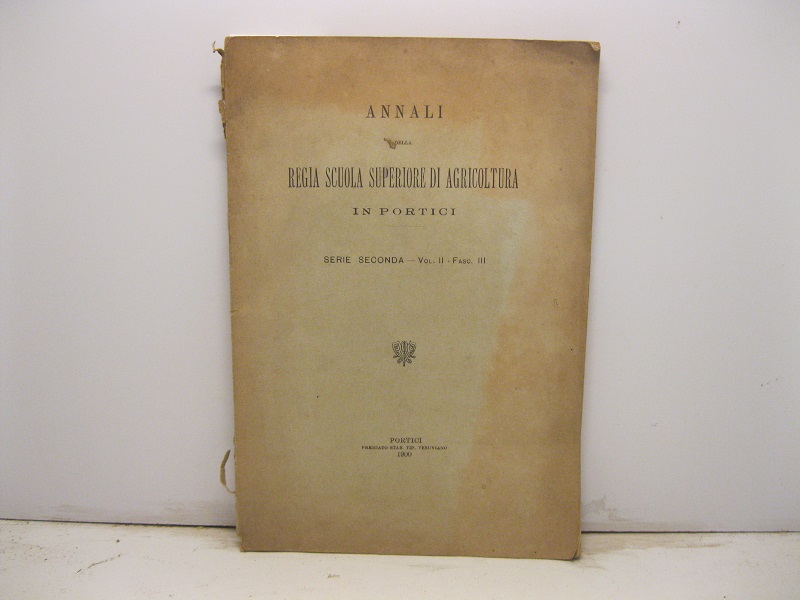 ANNALI
DELLA
REGIA SCUOLA SUPERIORE DI AGRICOLTURA
IN PORTICI
SERIE SECONDA — VOL. II - FASC. III
PORTICI
PREMIATO STAB. TIP. VESUVIANO
1900